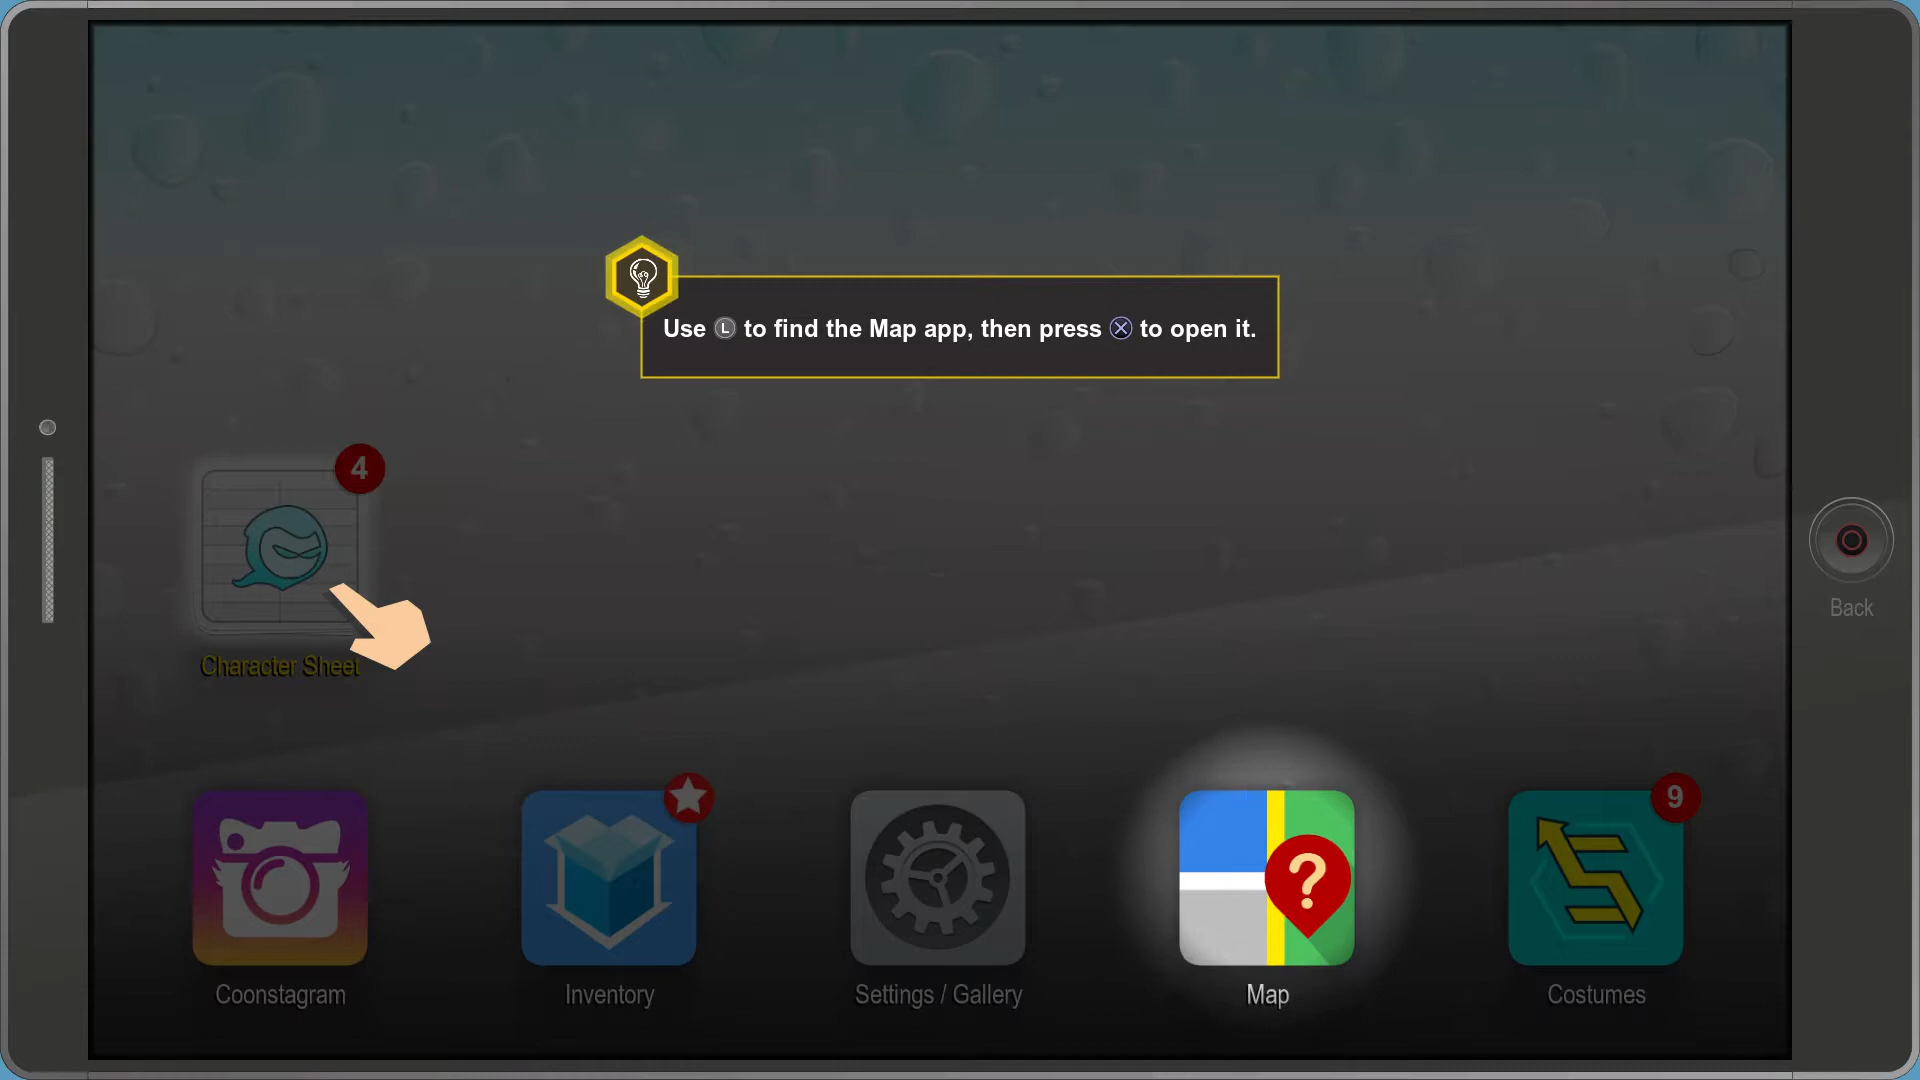 Use L to find the Map app, then press X to open it.
4
Character Sheet
Back
9
Coonstagram
Inventory
Settings / Gallery
?
Map
Costumes